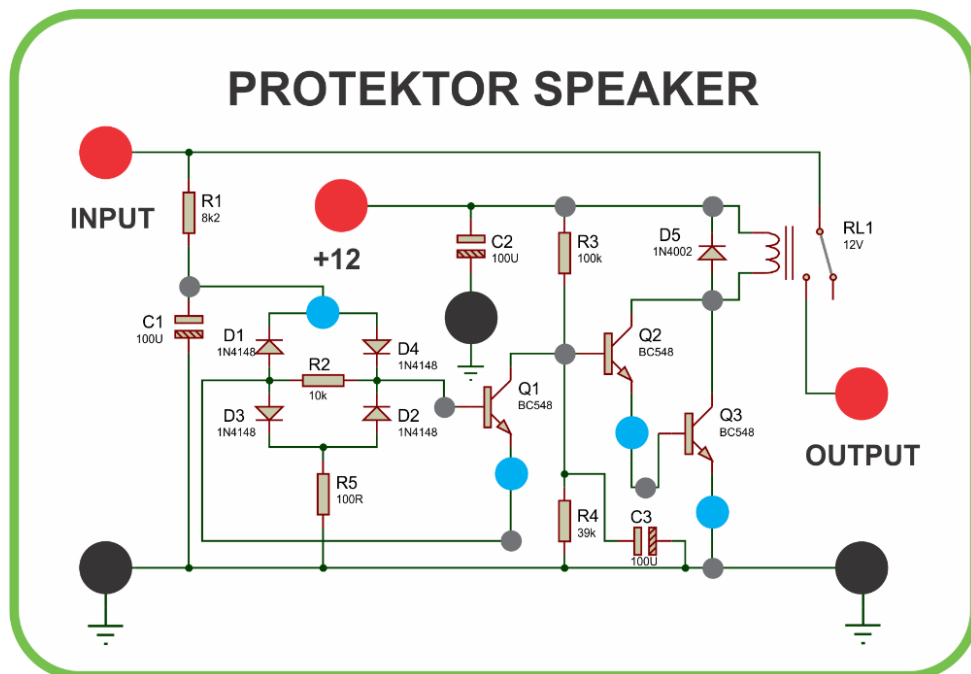 PROTEKTOR SPEAKER
INPUT
R1
8k2
+12
C2
100U
R3
100k
D5
1N4002
RL1
12V
C1
100U
D1
1N4148
D4
1N4148
R2
10k
Q2
BC548
D3
1N4148
D2
1N4148
Q1
BC548
Q3
BC548
OUTPUT
R5
100R
R4
39k
C3
100U